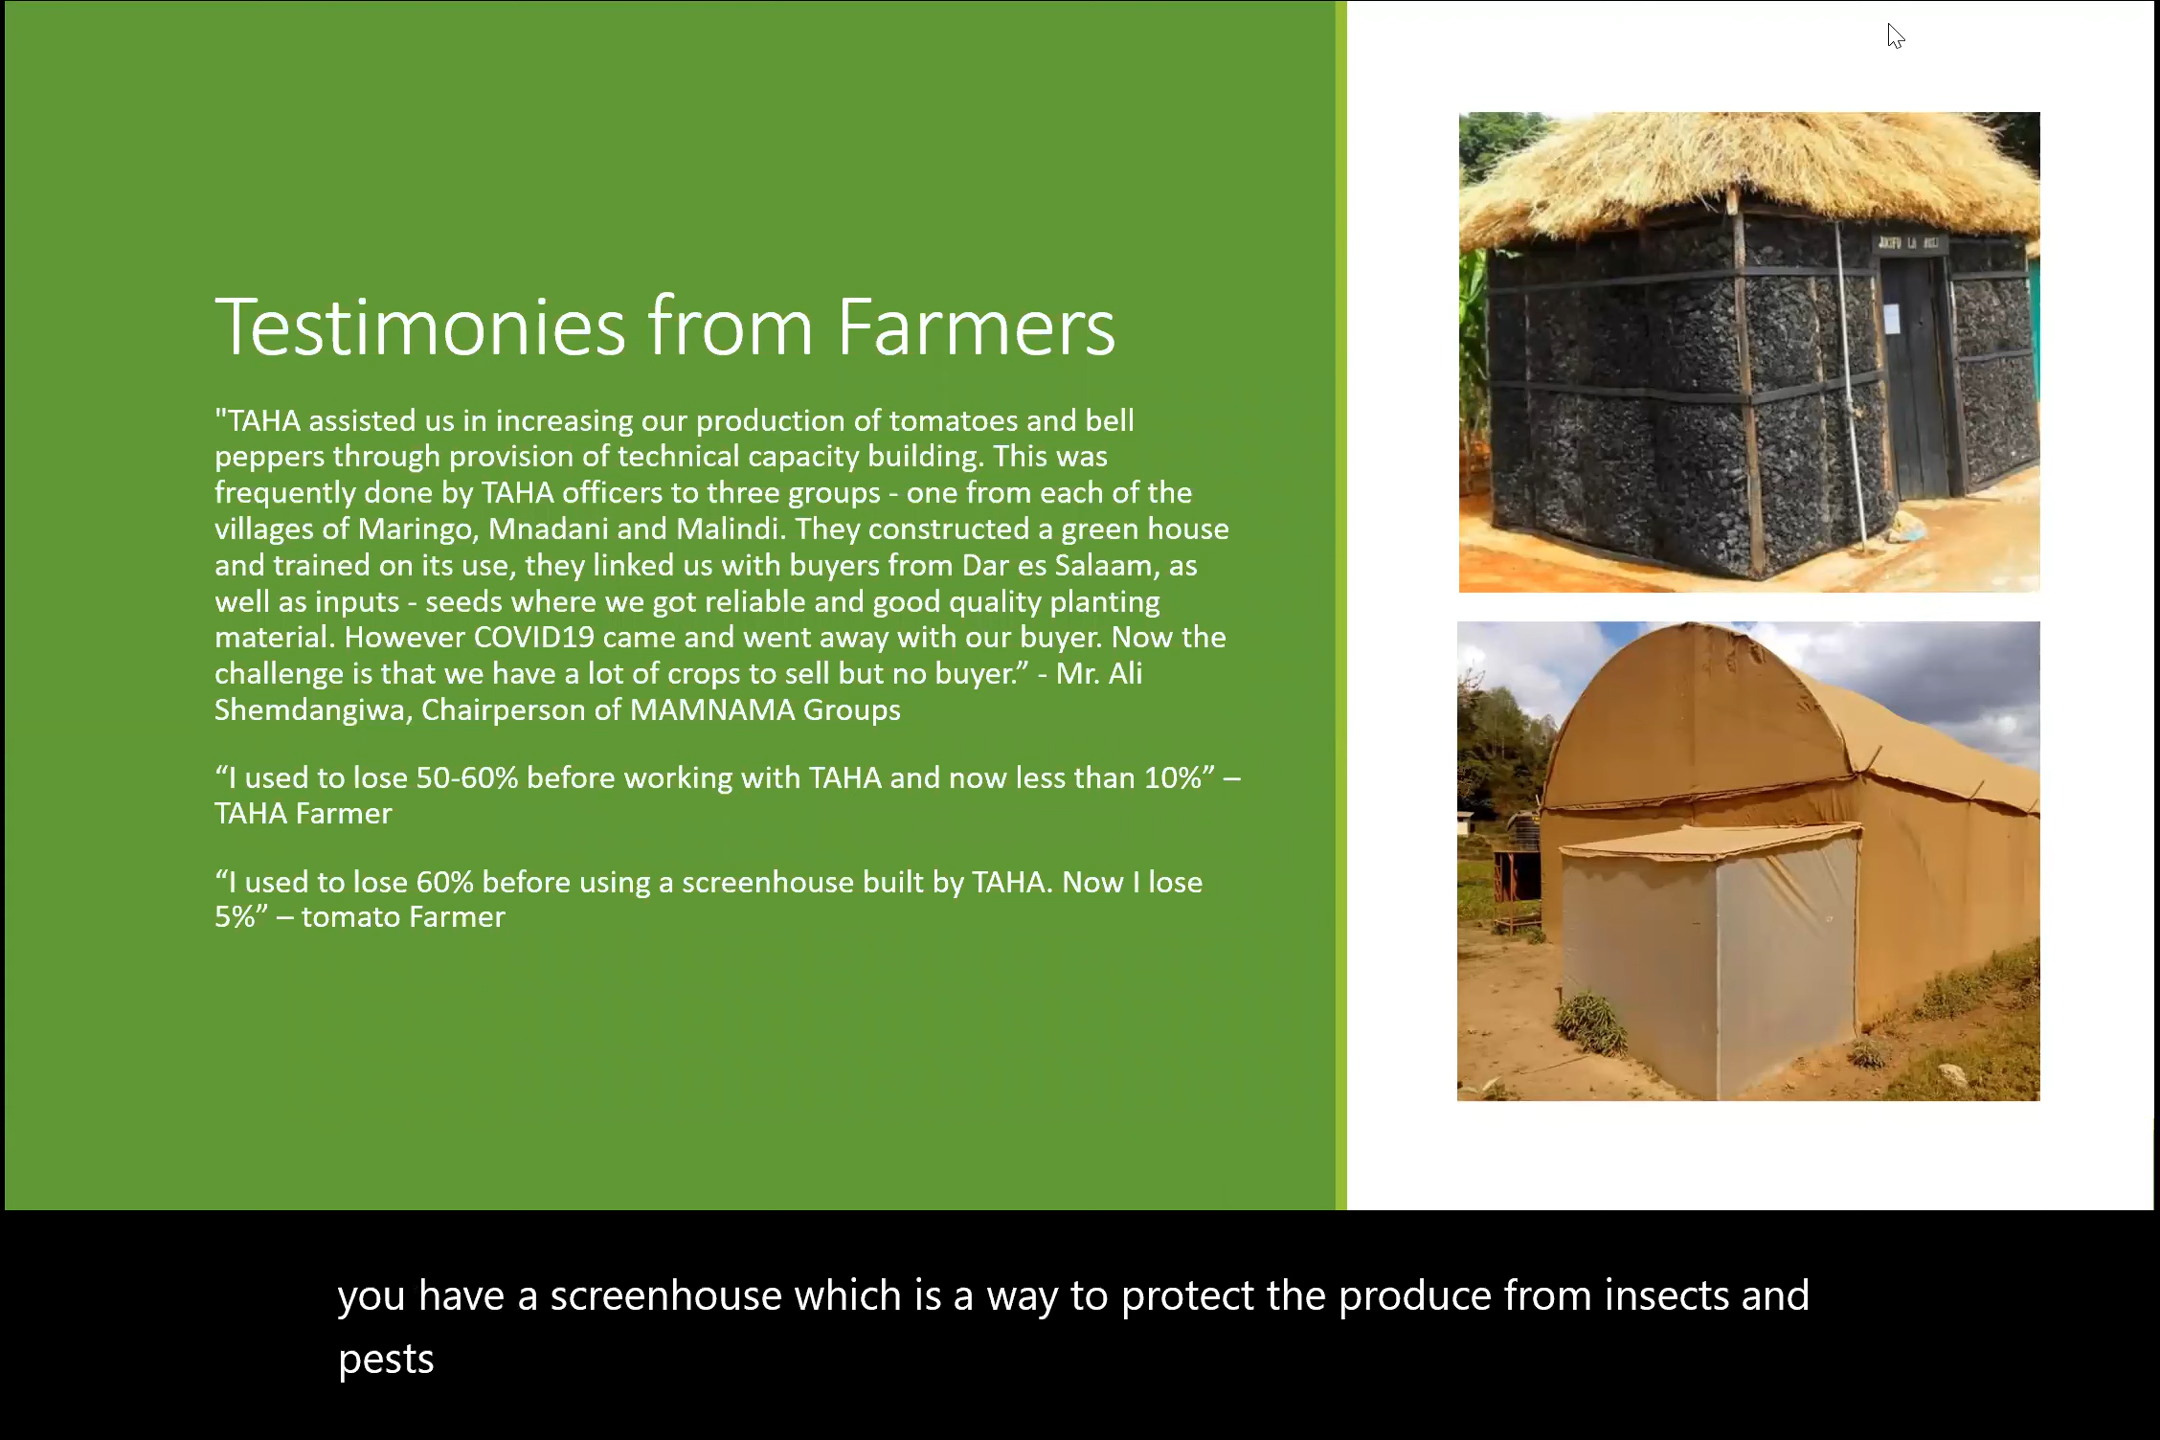 Testimonies from Farmers
"TAHA assisted us in increasing our production of tomatoes and bell
peppers through provision of technical capacity building. This was
frequently done by TAHA officers to three groups - one from each of the
villages of Maringo, Mnadani and Malindi. They constructed a green house
and trained on its use, they linked us with buyers from Dar es Salaam, as
well as inputs - seeds where we got reliable and good quality planting
material. However COVID19 came and went away with our buyer. Now the
challenge is that we have a lot of crops to sell but no buyer.” - Mr. Ali
Shemdangiwa, Chairperson of MAMNAMA Groups
“I used to lose 50-60% before working with TAHA and now less than 10%” –
TAHA Farmer
“I used to lose 60% before using a screenhouse built by TAHA. Now I lose
5%” – tomato Farmer
you have a screenhouse which is a way to protect the produce from insects and
pests